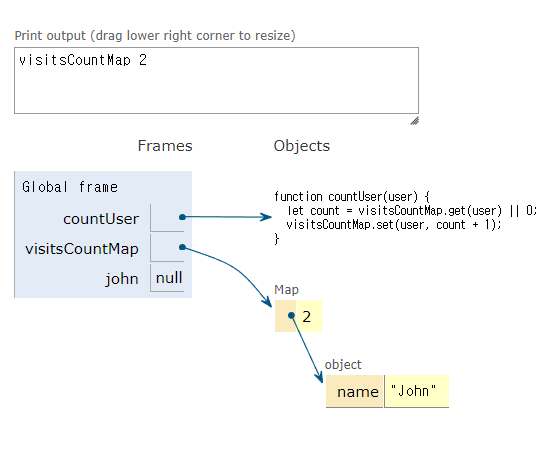 Print output (drag lower right corner to resize)
visitsCountMap 2
Frames Objects
Global frame
countUser
visitsCountMap
john null
function countUser(user) {
let count = visitsCountMap.get(user) || 0;
visitsCountMap.set(user, count + 1);
}
Map
2
object
name "John"